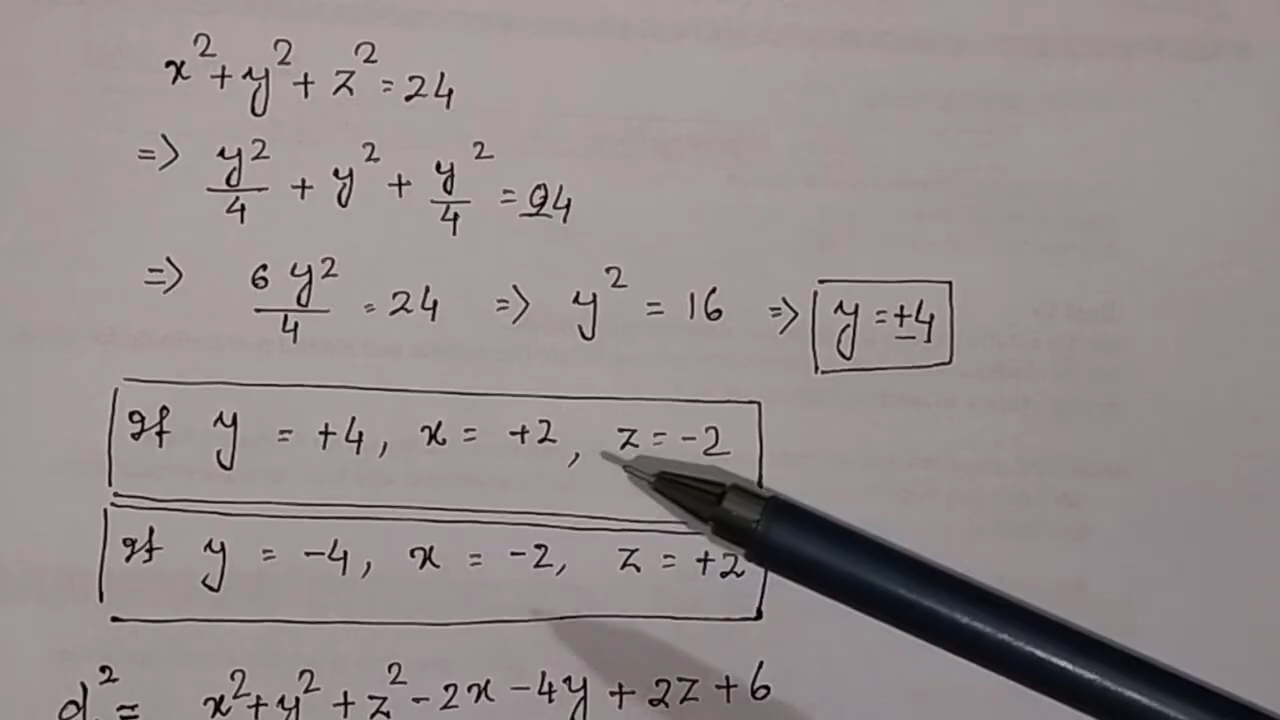 x² + y² + z² = 24
=> y²/4 + y² + y²/4 = 24
=> 6y²/4 = 24 => y² = 16 => y = ±4
If y = +4, x = +2, z = -2
If y = -4, x = -2, z = +2
d² = x² + y² + z² - 2x - 4y + 2z + 6